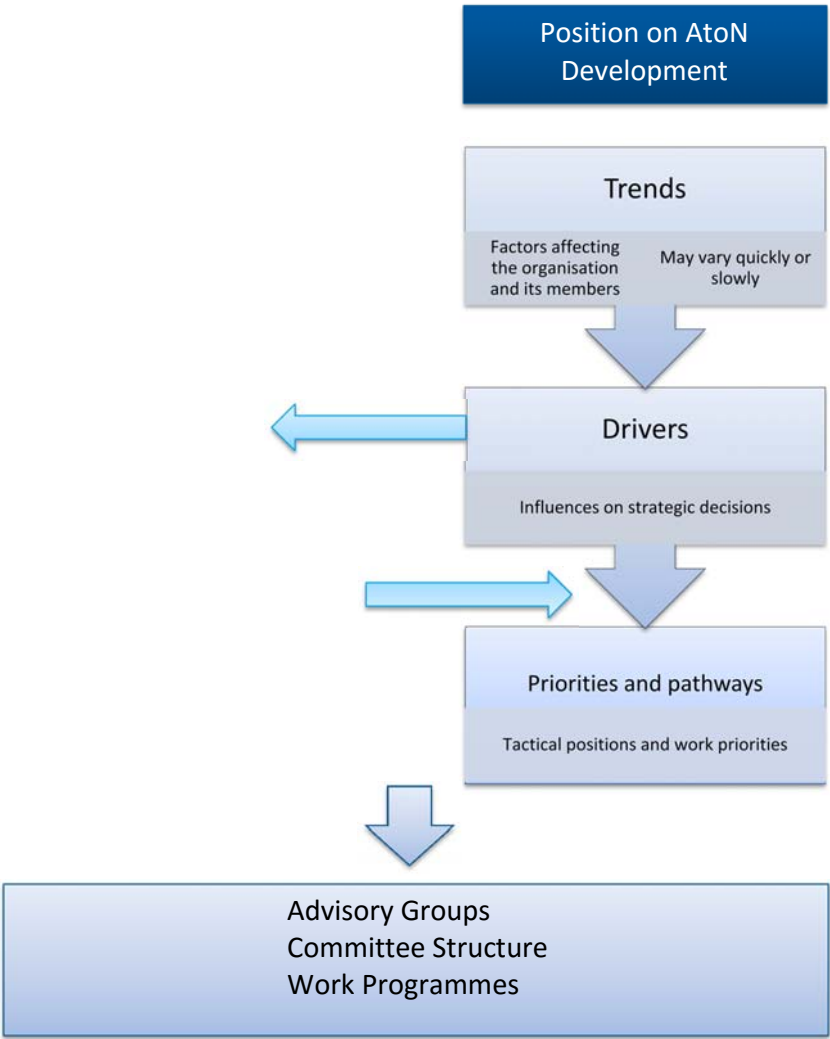 Position on AtoN
Development
Trends
Factors affecting
the organisation
and its members
May vary quickly or
slowly
Drivers
Influences on strategic decisions
Priorities and pathways
Tactical positions and work priorities
Advisory Groups
Committee Structure
Work Programmes